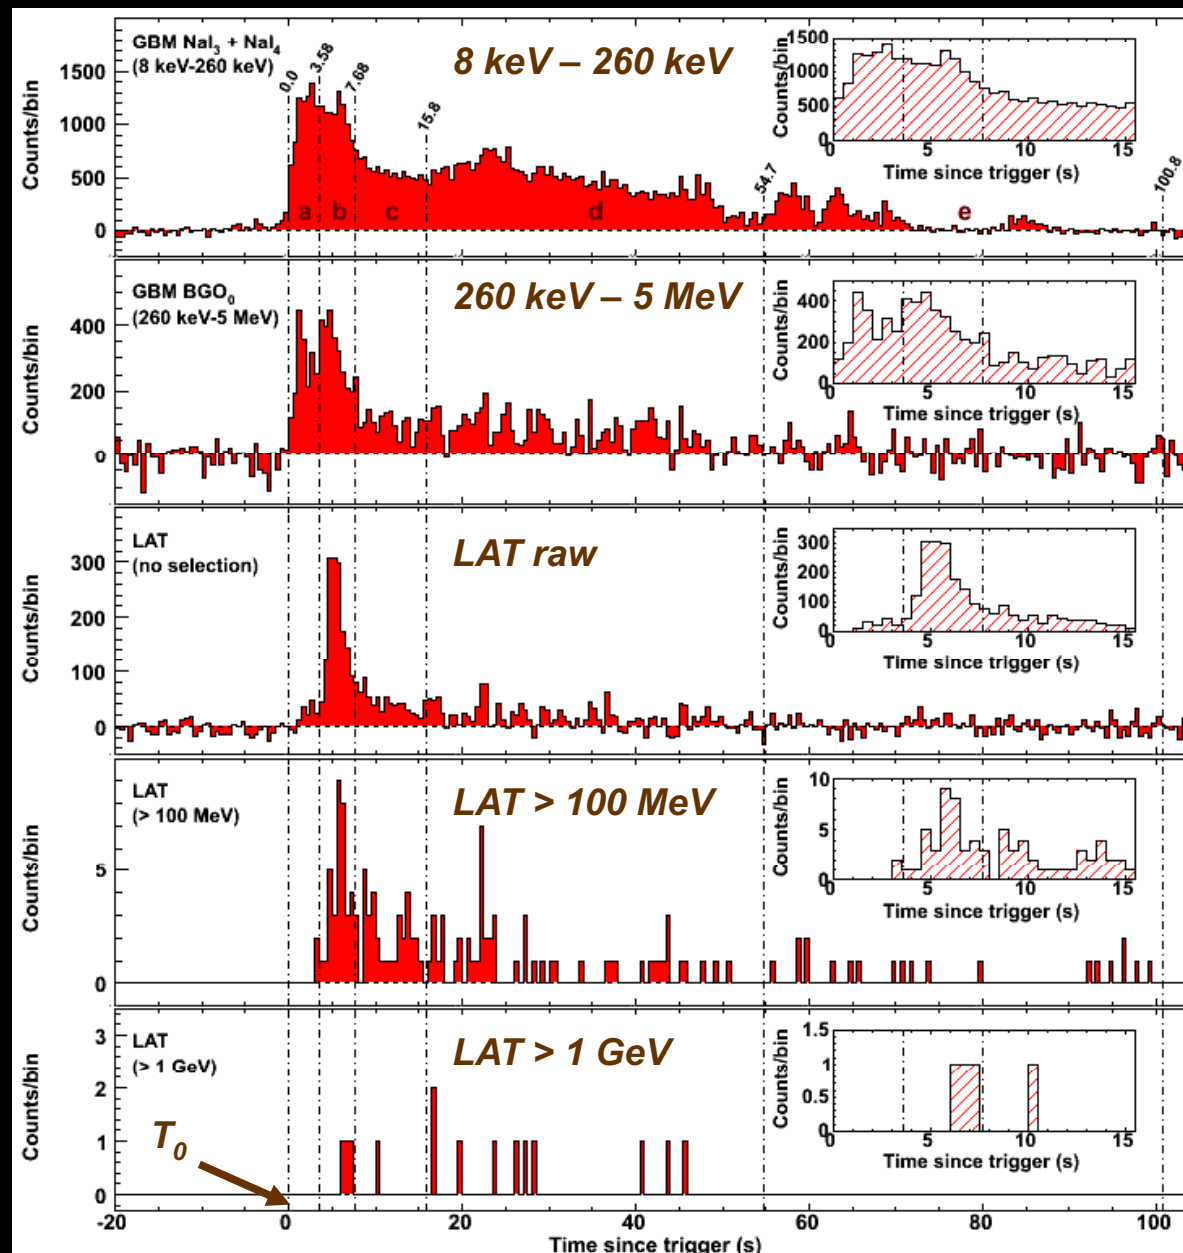 GBM NaI3 + NaI4
(8 keV-260 keV)
8 keV – 260 keV
0.0
3.58
7.68
15.8
54.7
100.8
a
b
c
d
e
Counts/bin
1500
1000
500
0
Counts/bin
1500
1000
500
0
0
5
10
15
Time since trigger (s)
GBM BGO0
(260 keV-5 MeV)
260 keV – 5 MeV
Counts/bin
400
200
0
Counts/bin
400
200
0
0
5
10
15
Time since trigger (s)
LAT
(no selection)
LAT raw
Counts/bin
300
200
100
0
Counts/bin
300
200
100
0
0
5
10
15
Time since trigger (s)
LAT
(> 100 MeV)
LAT > 100 MeV
Counts/bin
5
0
Counts/bin
10
5
0
0
5
10
15
Time since trigger (s)
LAT
(> 1 GeV)
LAT > 1 GeV
Counts/bin
3
2
1
0
Counts/bin
1.5
1
0.5
0
0
5
10
15
Time since trigger (s)
T0
-20
0
20
40
60
80
100
Time since trigger (s)